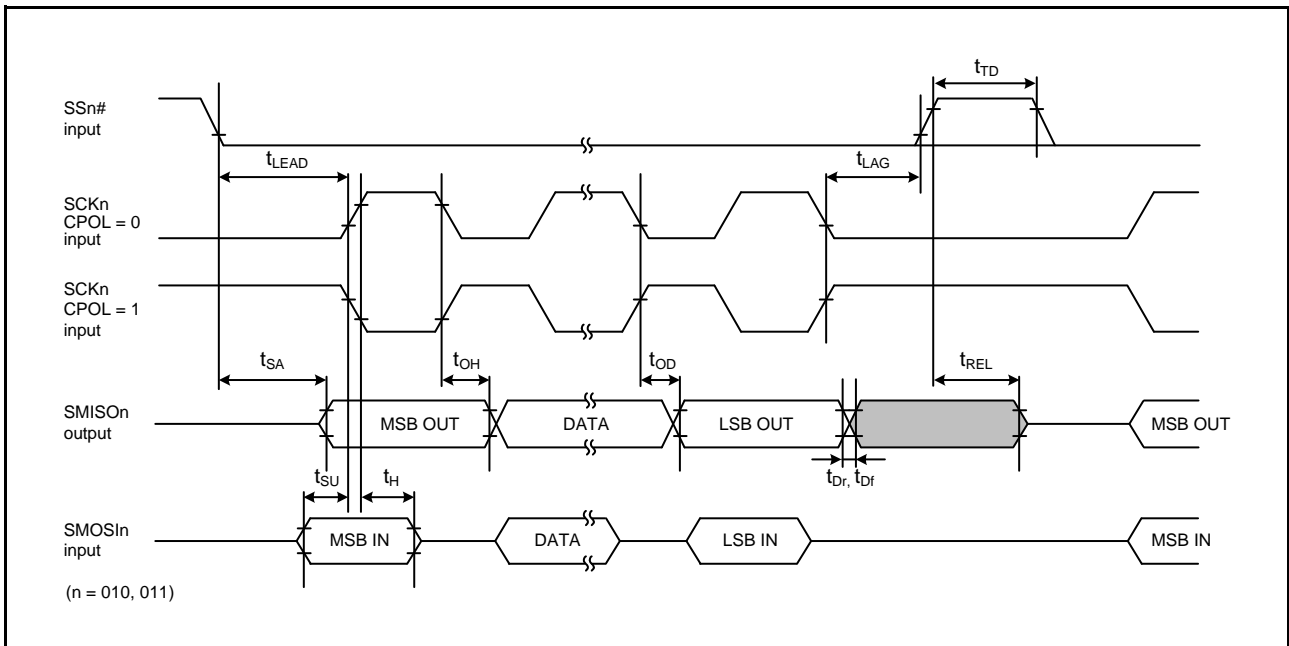 tTD
SSn#
input
tLEAD
tLAG
SCKn
CPOL = 0
input
SCKn
CPOL = 1
input
tSA
tOH
tOD
tREL
SMISOn
output
MSB OUT
DATA
LSB OUT
MSB OUT
tSU
tH
tDr, tDf
SMOSIn
input
MSB IN
DATA
LSB IN
MSB IN
(n = 010, 011)